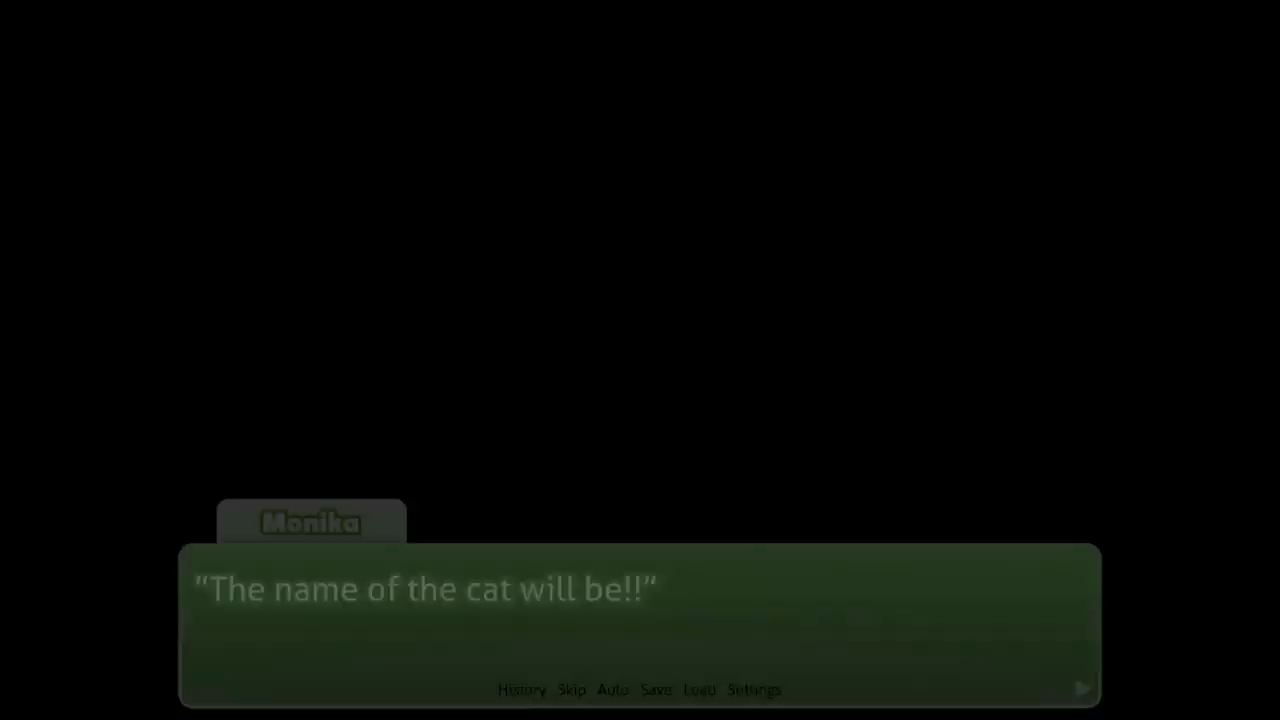 Monika
"The name of the cat will be!!"
History Skip Auto Save Load Settings